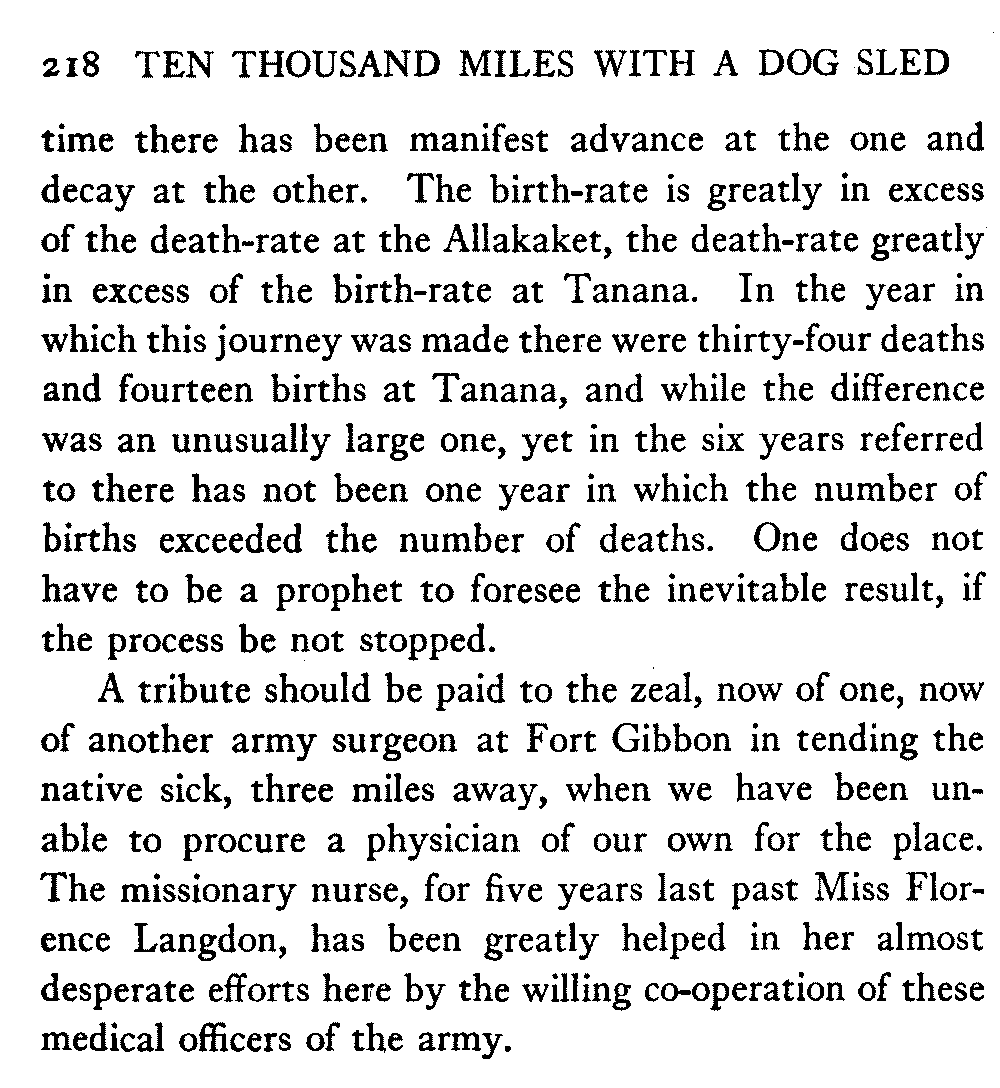 218 TEN THOUSAND MILES WITH A DOG SLED
time there has been manifest advance at the one and
decay at the other. The birth-rate is greatly in excess
of the death-rate at the Allakaket, the death-rate greatly
in excess of the birth-rate at Tanana. In the year in
which this journey was made there were thirty-four deaths
and fourteen births at Tanana, and while the difference
was an unusually large one, yet in the six years referred
to there has not been one year in which the number of
births exceeded the number of deaths. One does not
have to be a prophet to foresee the inevitable result, if
the process be not stopped.
A tribute should be paid to the zeal, now of one, now
of another army surgeon at Fort Gibbon in tending the
native sick, three miles away, when we have been un-
able to procure a physician of our own for the place.
The missionary nurse, for five years last past Miss Flor-
ence Langdon, has been greatly helped in her almost
desperate efforts here by the willing co-operation of these
medical officers of the army.